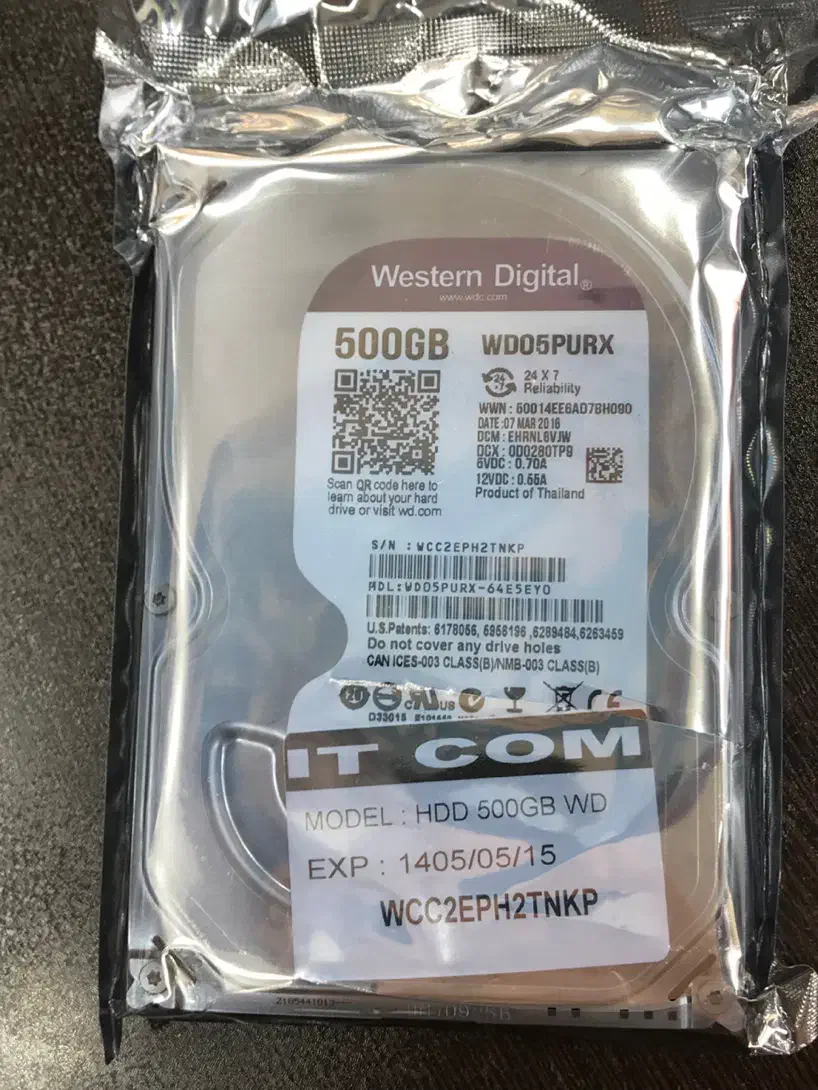 Western Digital®
www.wdc.com
500GB WD05PURX
24 X 7
Reliability
WWN : 50014EE6AD7BH090
DATE :07 MAR 2016
DCM : EHRNL6VJW
DCX : 0D0280TP9
5VDC : 0.70A
12VDC : 0.55A
Product of Thailand
Scan QR code here to
learn about your hard
drive or visit wd.com
S/N : WCC2EPH2TNKP
MDL:WD05PURX-64E5EY0
U.S.Patents: 6178056, 5956196 ,6289484,6263459
Do not cover any drive holes
CAN ICES-003 CLASS(B)/NMB-003 CLASS(B)
D33015
IT COM
MODEL : HDD 500GB WD
EXP : 1405/05/15
WCC2EPH2TNKP